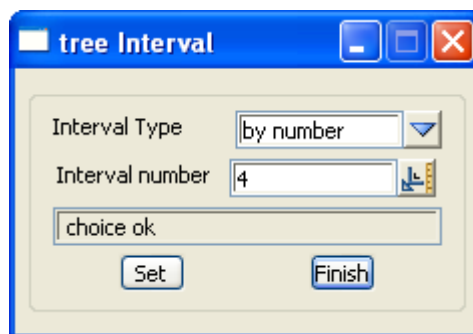 tree Interval
Interval Type by number
Interval number 4
choice ok
Set Finish